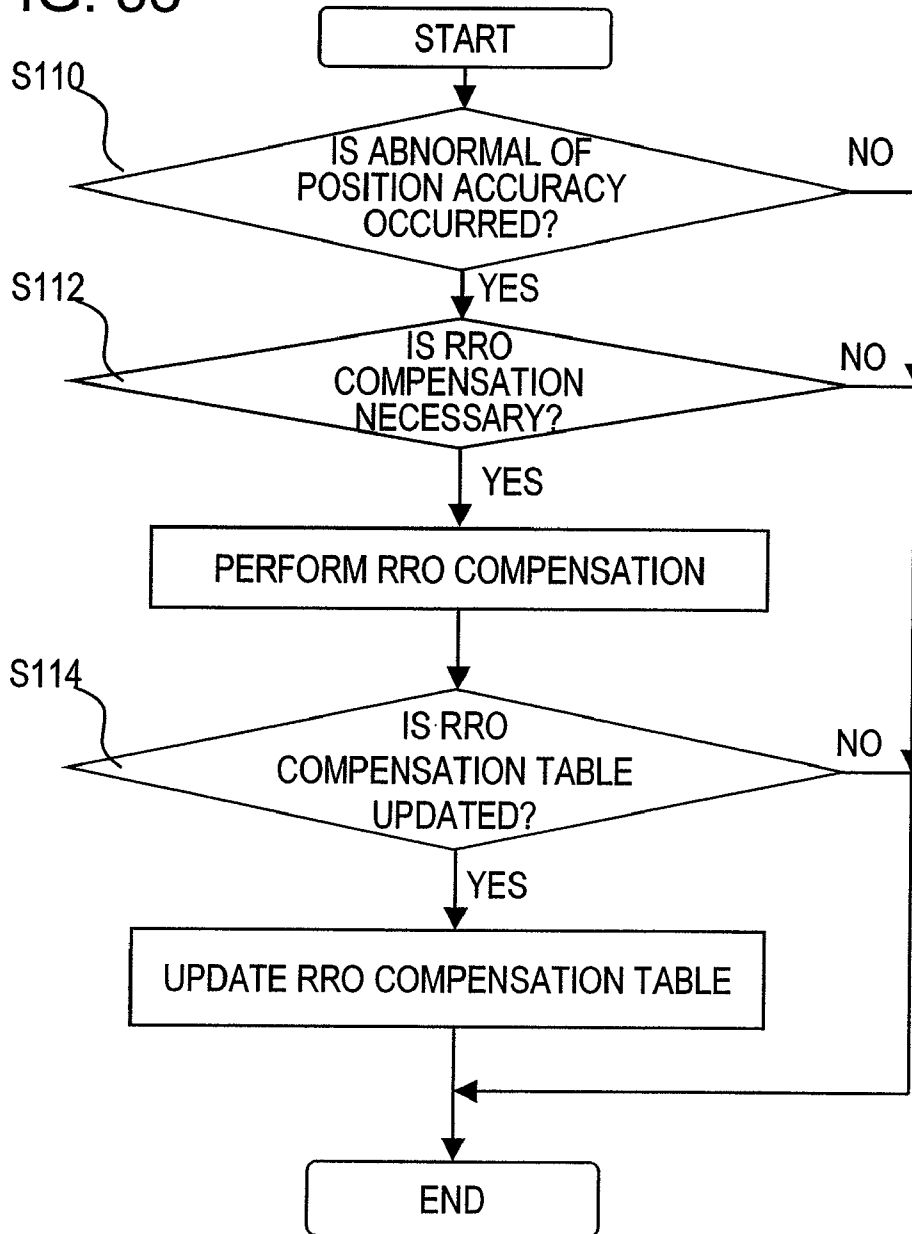 START
S110
IS ABNORMAL OF
POSITION ACCURACY
OCCURRED?
NO
YES
S112
IS RRO
COMPENSATION
NECESSARY?
NO
YES
PERFORM RRO COMPENSATION
S114
IS RRO
COMPENSATION TABLE
UPDATED?
NO
YES
UPDATE RRO COMPENSATION TABLE
END